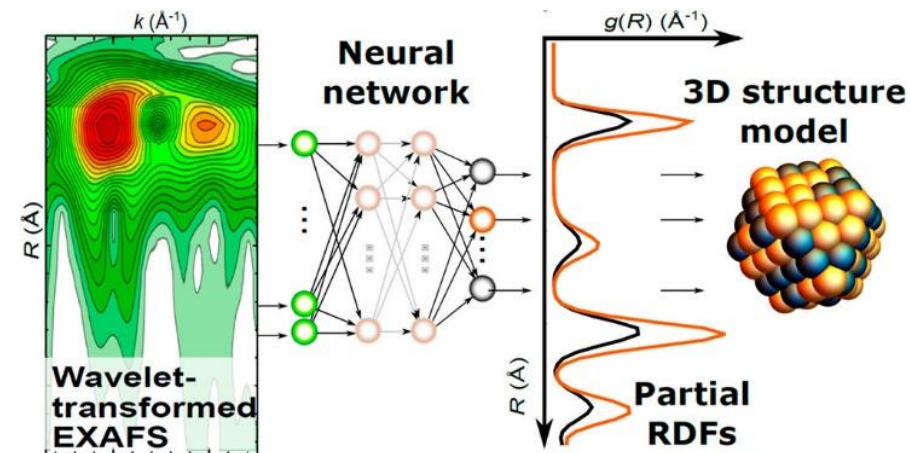 k (Å⁻¹)
R (Å)
Wavelet-
transformed
EXAFS
Neural
network
g(R) (Å⁻¹)
R (Å)
Partial
RDFs
3D structure
model